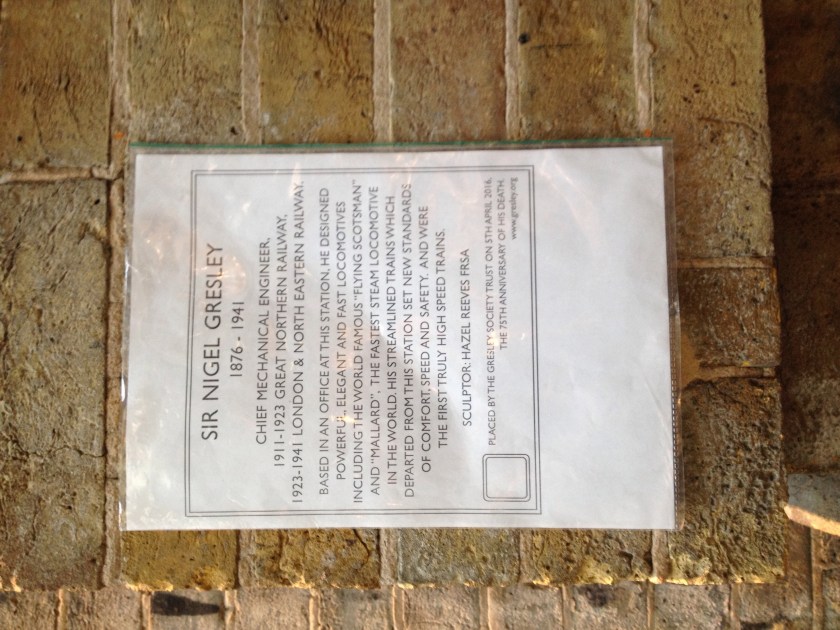 SIR NIGEL GRESLEY
1876 - 1941
CHIEF MECHANICAL ENGINEER,
1911-1923 GREAT NORTHERN RAILWAY,
1923-1941 LONDON & NORTH EASTERN RAILWAY.
BASED IN AN OFFICE AT THIS STATION, HE DESIGNED
POWERFUL, ELEGANT AND FAST LOCOMOTIVES
INCLUDING THE WORLD FAMOUS "FLYING SCOTSMAN"
AND "MALLARD", THE FASTEST STEAM LOCOMOTIVE
IN THE WORLD. HIS STREAMLINED TRAINS WHICH
DEPARTED FROM THIS STATION SET NEW STANDARDS
OF COMFORT, SPEED AND SAFETY, AND WERE
THE FIRST TRULY HIGH SPEED TRAINS.
SCULPTOR: HAZEL REEVES FRSA
PLACED BY THE GRESLEY SOCIETY TRUST ON 5TH APRIL 2016,
THE 75TH ANNIVERSARY OF HIS DEATH.
www.gresley.org